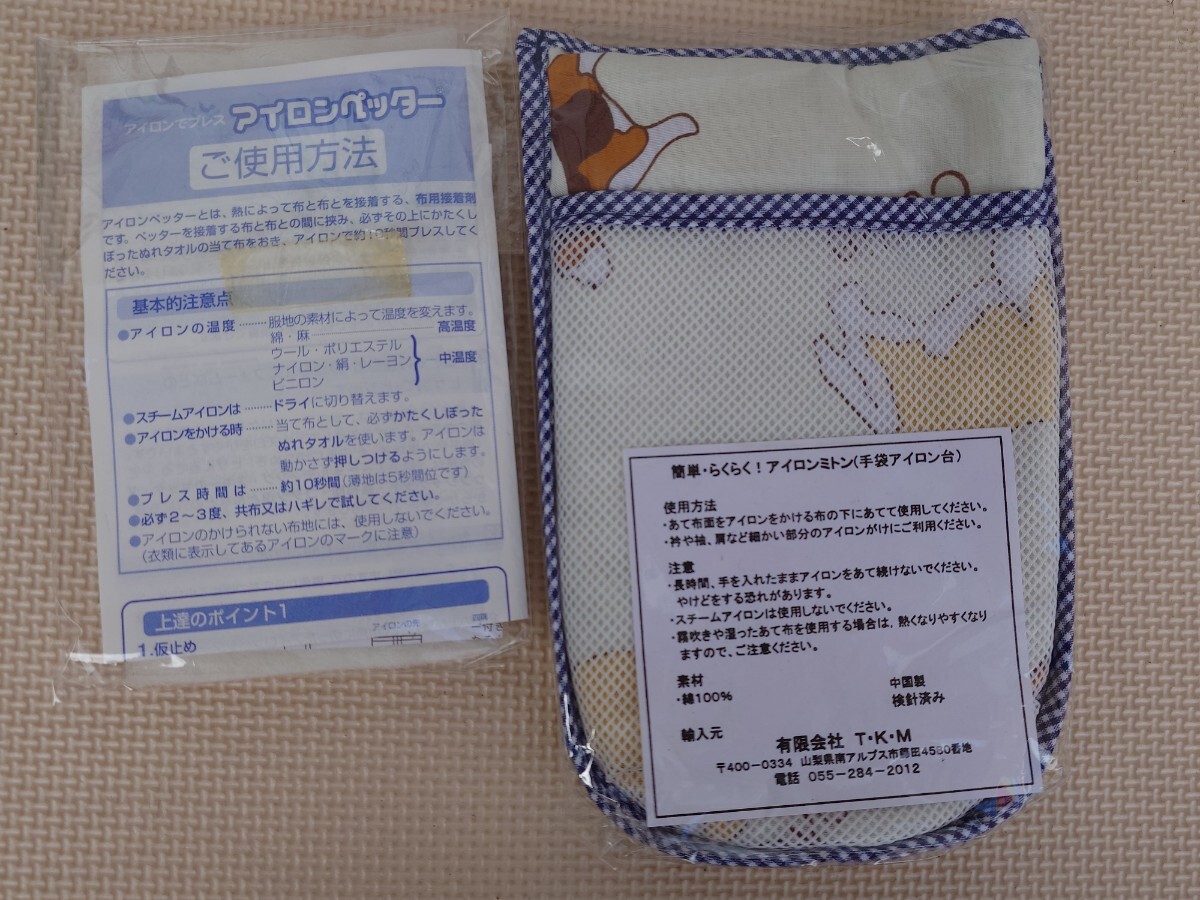 アイロンでプレス アイロンペッター
ご使用方法
アイロンペッターとは、熱によって布と布とを接着する、布用接着剤
です。ペッターを接着する布と布との間に挟み、必ずその上にかたくし
ぼったぬれタオルの当て布をおき、アイロンで約10秒間プレスしてく
ださい。
基本的注意点
●アイロンの温度………服地の素材によって温度を変えます。
綿・麻 高温度
ウール・ポリエステル
ナイロン・絹・レーヨン 中温度
ビニロン
●スチームアイロンは………ドライに切り替えます。
●アイロンをかける時………当て布として、必ずかたくしぼった
ぬれタオルを使います。アイロンは
動かさず押しつけるようにします。
●プレス時間は………約10秒間(薄地は5秒間位です)
●必ず2〜3度、共布又はハギレで試してください。
●アイロンのかけられない布地には、使用しないでください。
(衣類に表示してあるアイロンのマークに注意)
上達のポイント1
1.仮止め
簡単・らくらく!アイロンミトン(手袋アイロン台)
使用方法
・あて布面をアイロンをかける布の下にあてて使用してください。
・衿や袖、肩など細かい部分のアイロンがけにご利用ください。
注意
・長時間、手を入れたままアイロンをあて続けないでください。
やけどをする恐れがあります。
・スチームアイロンは使用しないでください。
・霧吹きや湿ったあて布を使用する場合は、熱くなりやすくなり
ますので、ご注意ください。
素材 中国製
・綿100% 検針済み
輸入元
有限会社 T・K・M
〒400-0334 山梨県南アルプス市藤田4580番地
電話 055-284-2012